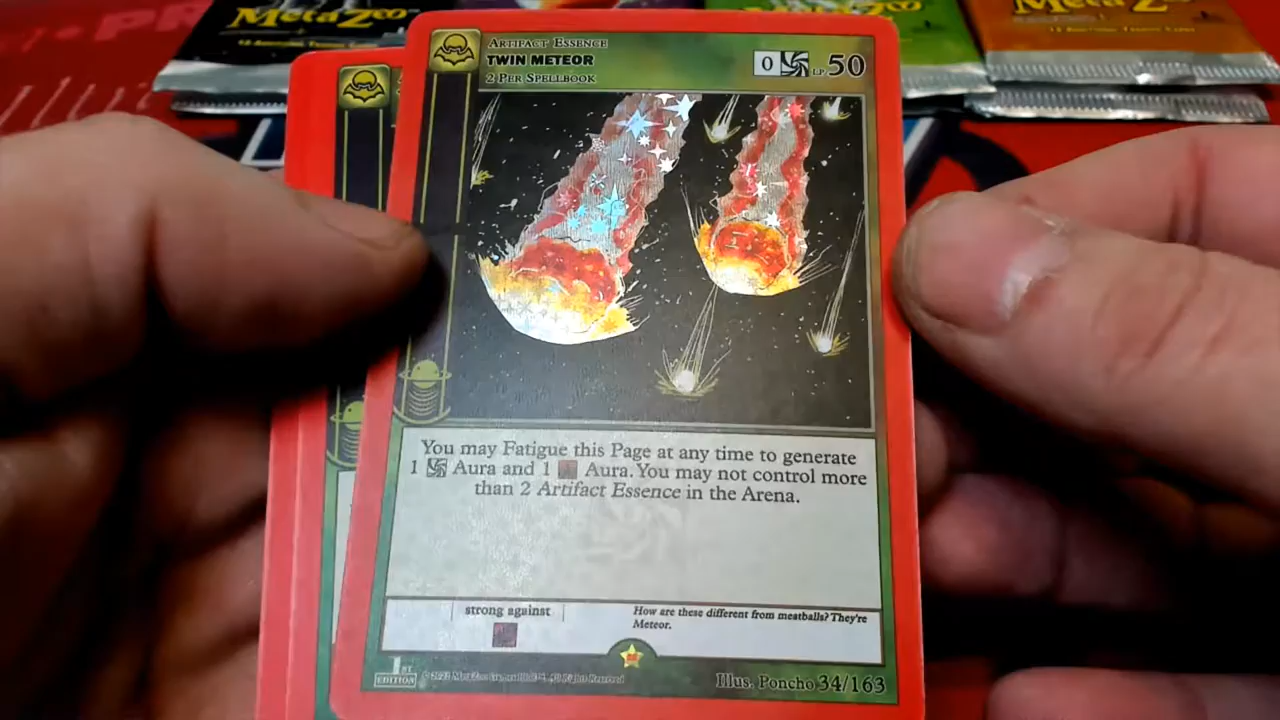 MetaZoo
MetaZoo
ARTIFACT ESSENCE
TWIN METEOR
2 PER SPELLBOOK
0 LP 50
You may Fatigue this Page at any time to generate
1 Aura and 1 Aura. You may not control more
than 2 Artifact Essence in the Arena.
strong against
How are these different from meatballs? They're
Meteor.
1ST
EDITION
Illus. Poncho 34/163